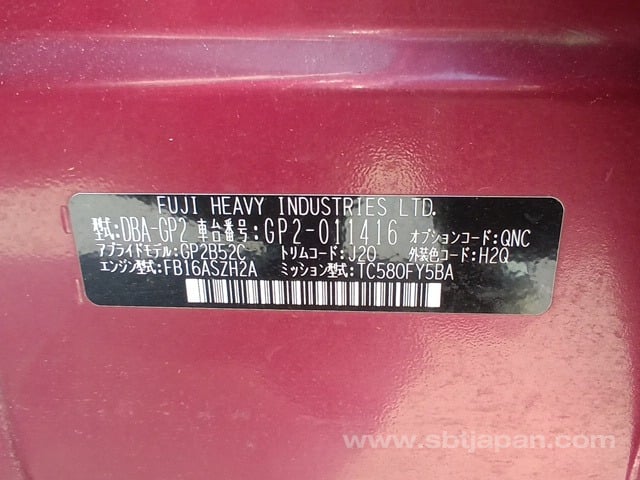 FUJI HEAVY INDUSTRIES LTD.
型式:DBA-GP2 車台番号:GP2-011416 オプションコード:QNC
アプライドモデル:GP2B52C トリムコード:J20 外装色コード:H2Q
エンジン型式:FB16ASZH2A ミッション型式:TC580FY5BA
www.sbtjapan.com